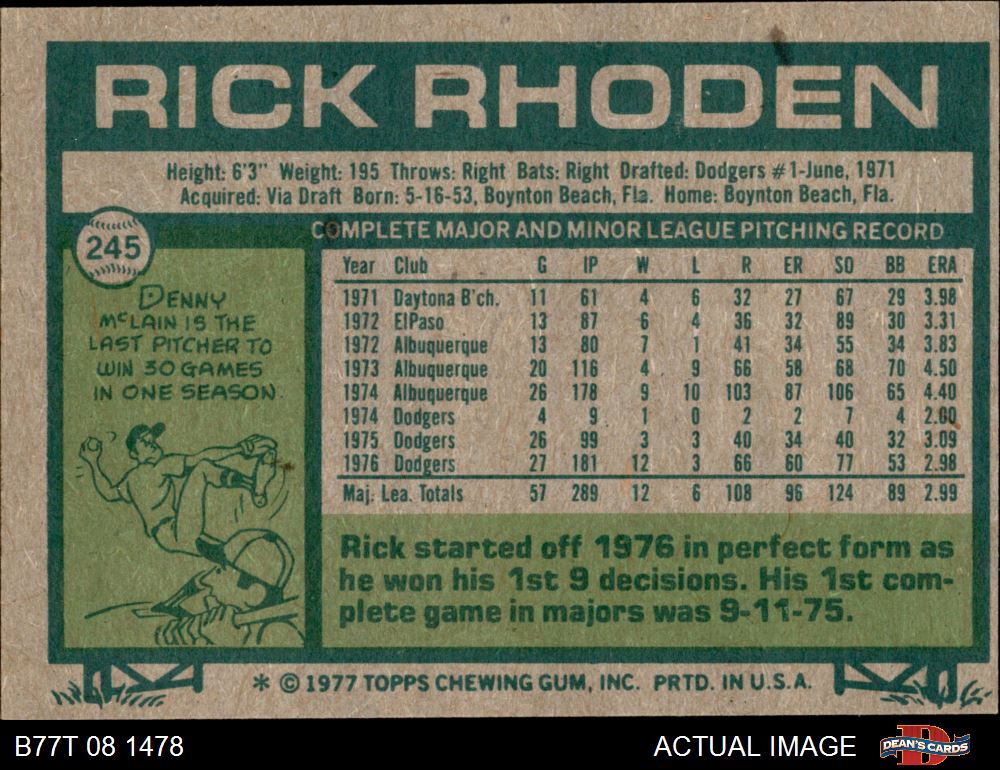 RICK RHODEN
Height: 6'3" Weight: 195 Throws: Right Bats: Right Drafted: Dodgers #1-June, 1971
Acquired: Via Draft Born: 5-16-53, Boynton Beach, Fla. Home: Boynton Beach, Fla.
245
DENNY
McLAIN IS THE
LAST PITCHER TO
WIN 30 GAMES
IN ONE SEASON.
COMPLETE MAJOR AND MINOR LEAGUE PITCHING RECORD
Year Club G IP W L R ER SO BB ERA
1971 Daytona B'ch. 11 61 4 6 32 27 67 29 3.98
1972 ElPaso 13 87 6 4 36 32 89 30 3.31
1972 Albuquerque 13 80 7 1 41 34 55 34 3.83
1973 Albuquerque 20 116 4 9 66 58 68 70 4.50
1974 Albuquerque 26 178 9 10 103 87 106 65 4.40
1974 Dodgers 4 9 1 0 2 2 7 4 2.00
1975 Dodgers 26 99 3 3 40 34 40 32 3.09
1976 Dodgers 27 181 12 3 66 60 77 53 2.98
Maj. Lea. Totals 57 289 12 6 108 96 124 89 2.99
Rick started off 1976 in perfect form as
he won his 1st 9 decisions. His 1st com-
plete game in majors was 9-11-75.
* © 1977 TOPPS CHEWING GUM, INC. PRTD. IN U.S.A.
B77T 08 1478
ACTUAL IMAGE
DEAN'S CARDS